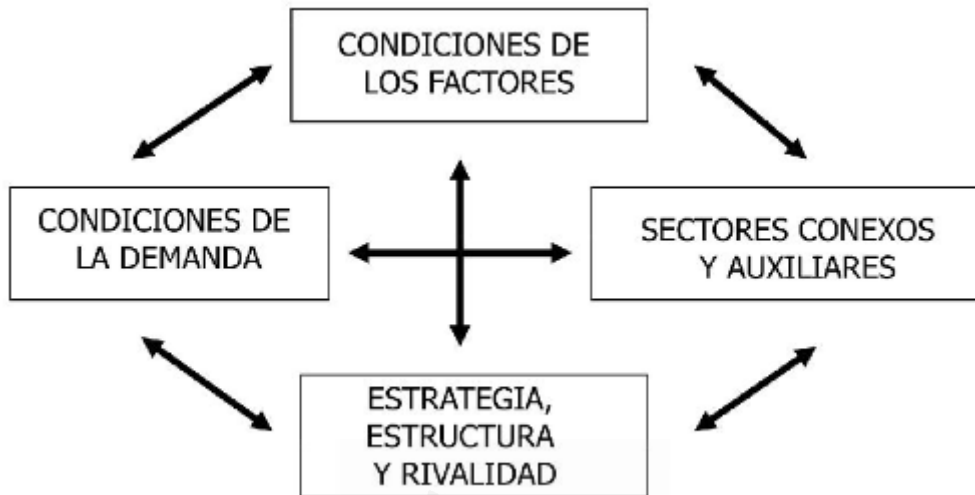 CONDICIONES DE
LOS FACTORES
CONDICIONES DE
LA DEMANDA
SECTORES CONEXOS
Y AUXILIARES
ESTRATEGIA,
ESTRUCTURA
Y RIVALIDAD